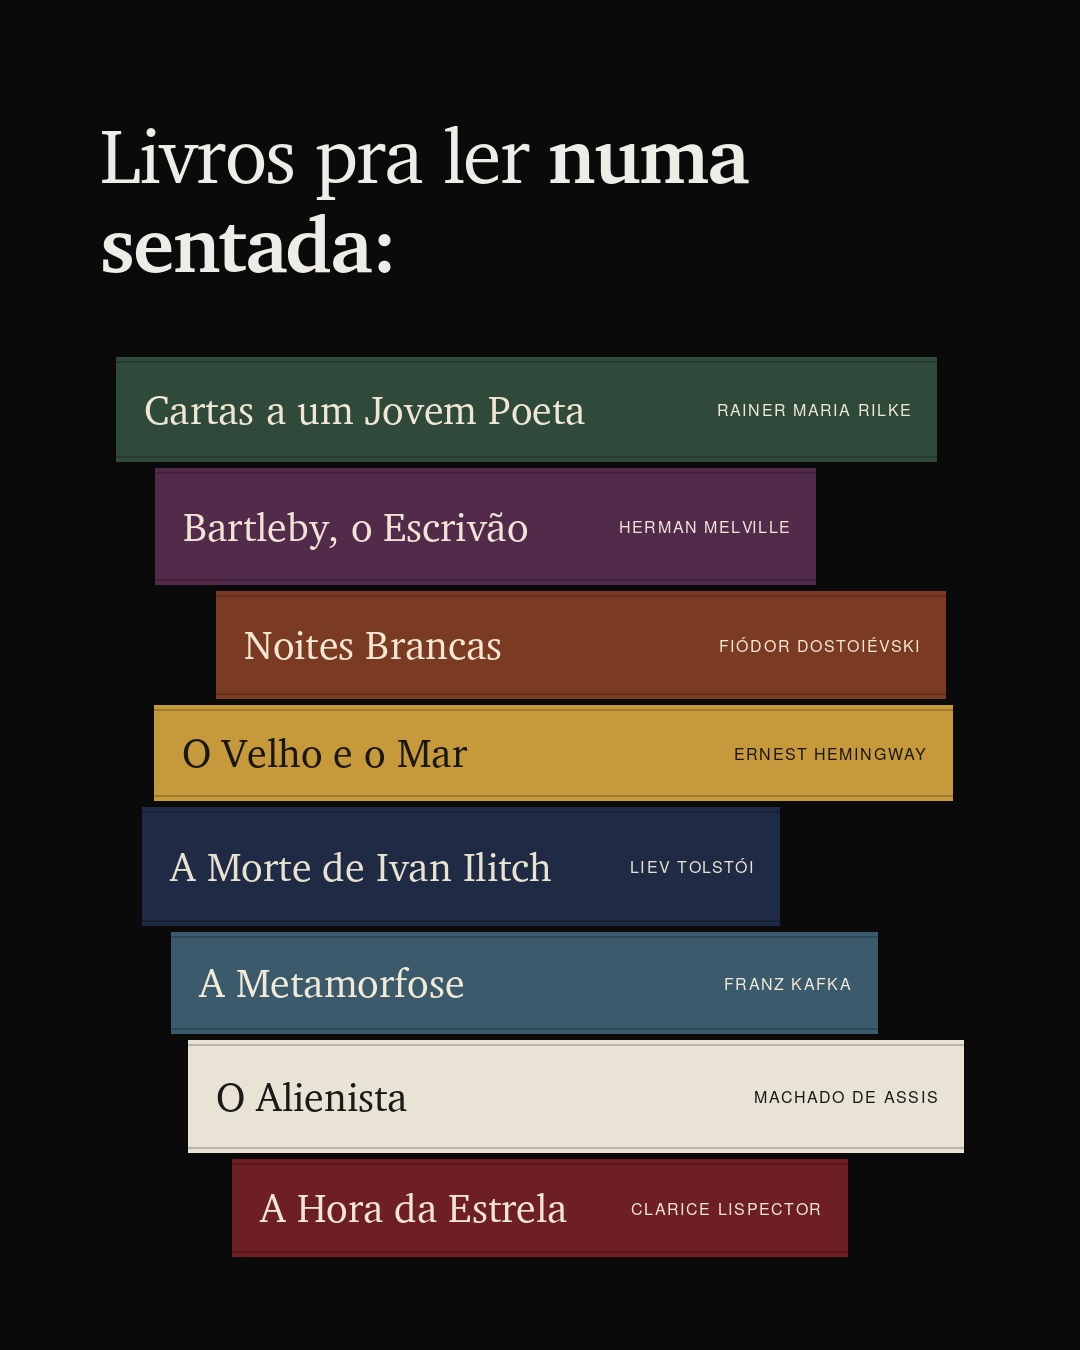 Livros pra ler numa
sentada:
Cartas a um Jovem Poeta RAINER MARIA RILKE
Bartleby, o Escrivão HERMAN MELVILLE
Noites Brancas FIÓDOR DOSTOIÉVSKI
O Velho e o Mar ERNEST HEMINGWAY
A Morte de Ivan Ilitch LIEV TOLSTÓI
A Metamorfose FRANZ KAFKA
O Alienista MACHADO DE ASSIS
A Hora da Estrela CLARICE LISPECTOR